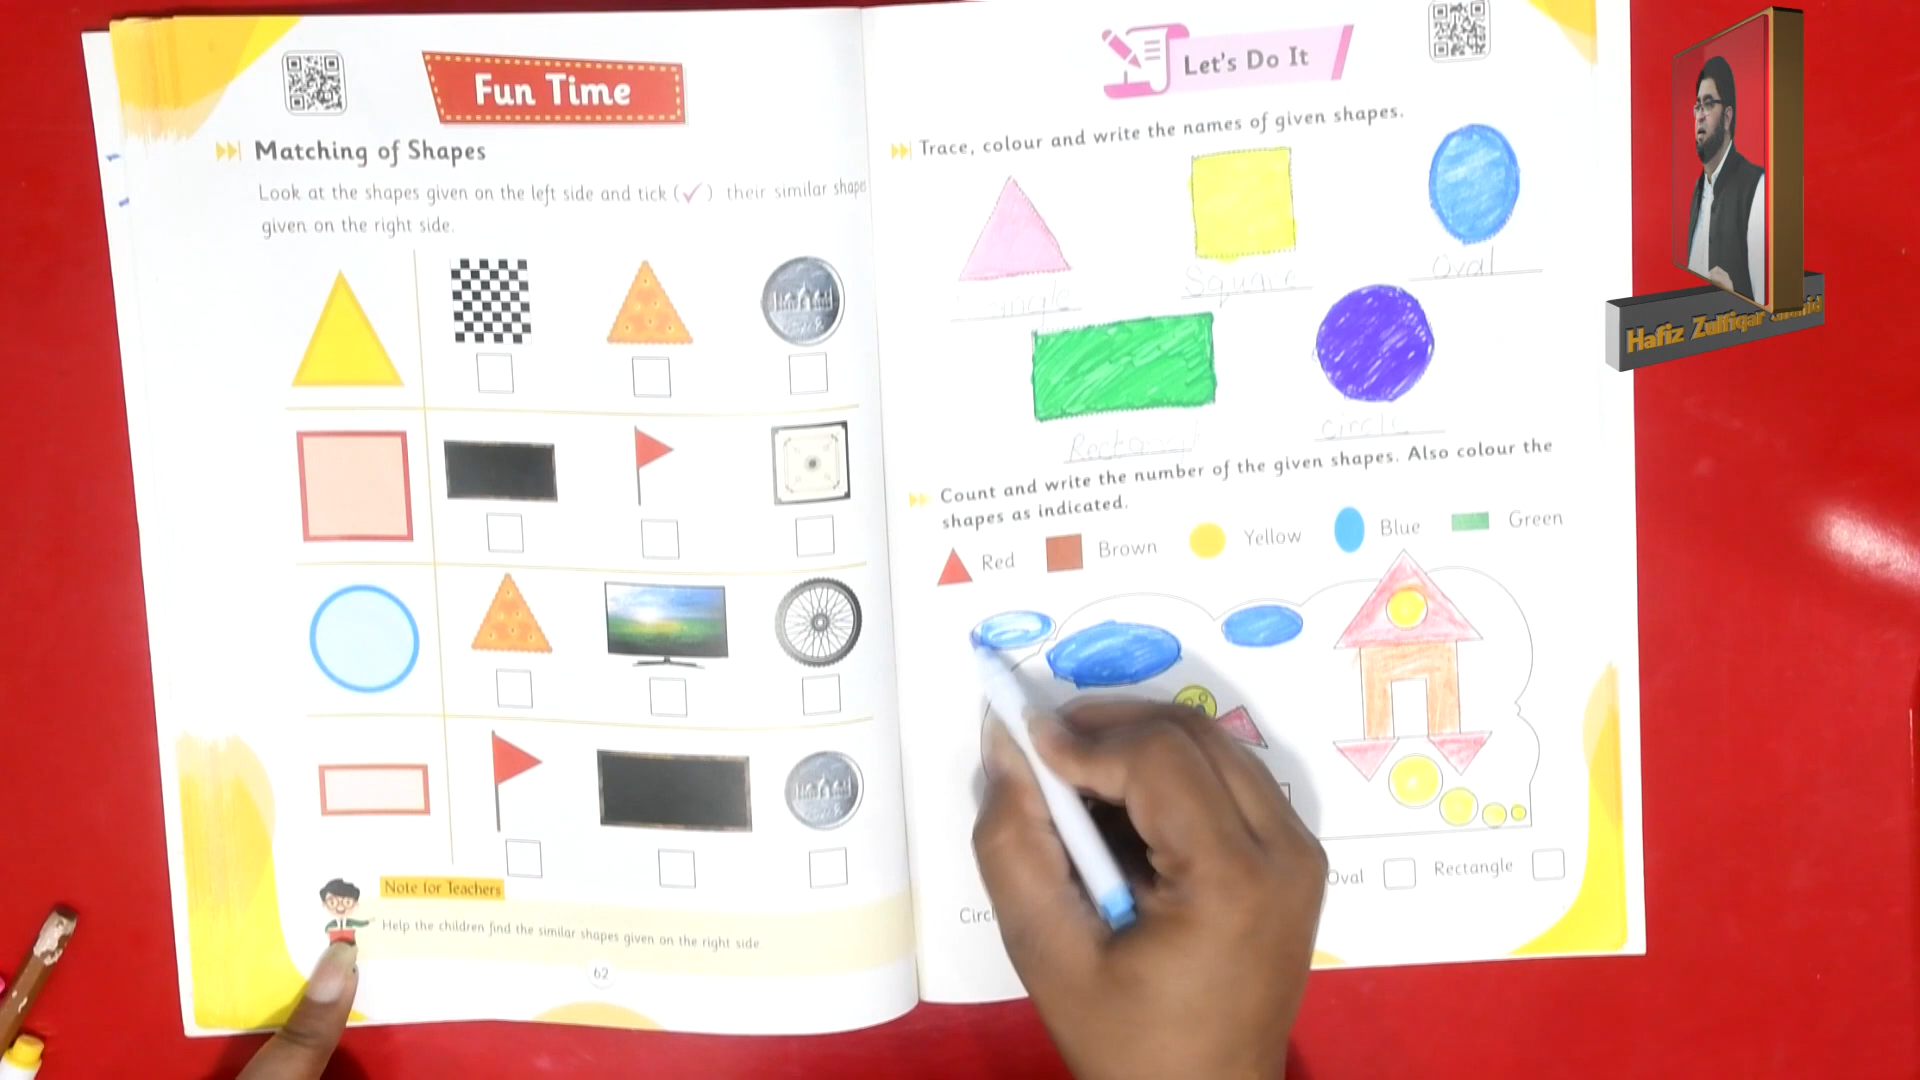 Fun Time
Matching of Shapes
Look at the shapes given on the left side and tick (✓) their similar shapes
given on the right side.
Note for Teachers
Help the children find the similar shapes given on the right side.
62
Let's Do It
Trace, colour and write the names of given shapes.
Square
Oval
circle
Count and write the number of the given shapes. Also colour the
shapes as indicated.
Red Brown Yellow Blue Green
Oval Rectangle
Hafiz Zulfiqar